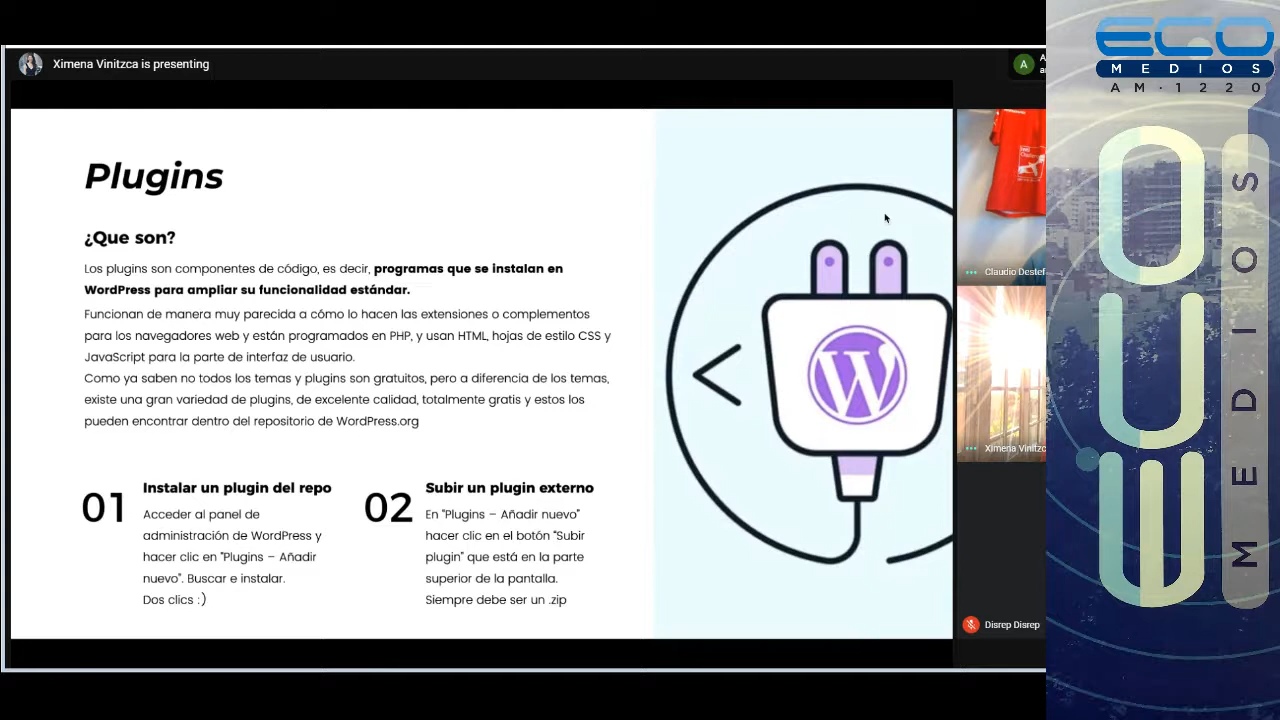 Ximena Vinitzca is presenting
A
A
Plugins
¿Que son?
Los plugins son componentes de código, es decir, programas que se instalan en
WordPress para ampliar su funcionalidad estándar.
Funcionan de manera muy parecida a cómo lo hacen las extensiones o complementos
para los navegadores web y están programados en PHP, y usan HTML, hojas de estilo CSS y
JavaScript para la parte de interfaz de usuario.
Como ya saben no todos los temas y plugins son gratuitos, pero a diferencia de los temas,
existe una gran variedad de plugins, de excelente calidad, totalmente gratis y estos los
pueden encontrar dentro del repositorio de WordPress.org
01
Instalar un plugin del repo
Acceder al panel de
administración de WordPress y
hacer clic en "Plugins – Añadir
nuevo". Buscar e instalar.
Dos clics :)
02
Subir un plugin externo
En "Plugins – Añadir nuevo"
hacer clic en el botón "Subir
plugin" que está en la parte
superior de la pantalla.
Siempre debe ser un .zip
W
Claudio Destef
Ximena Vinitzc
Disrep Disrep
ECO
MEDIOS
AM·1220
ECO
MEDIOS